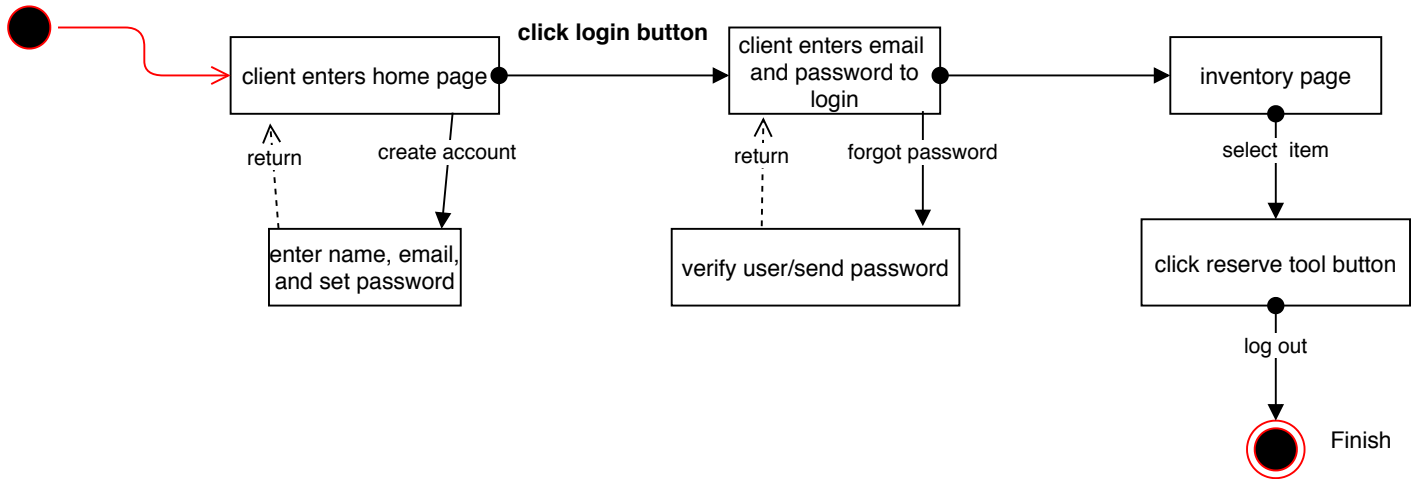 click login button
client enters home page
client enters email
and password to
login
inventory page
return
create account
return
forgot password
select  item
enter name, email,
and set password
verify user/send password
click reserve tool button
log out
Finish